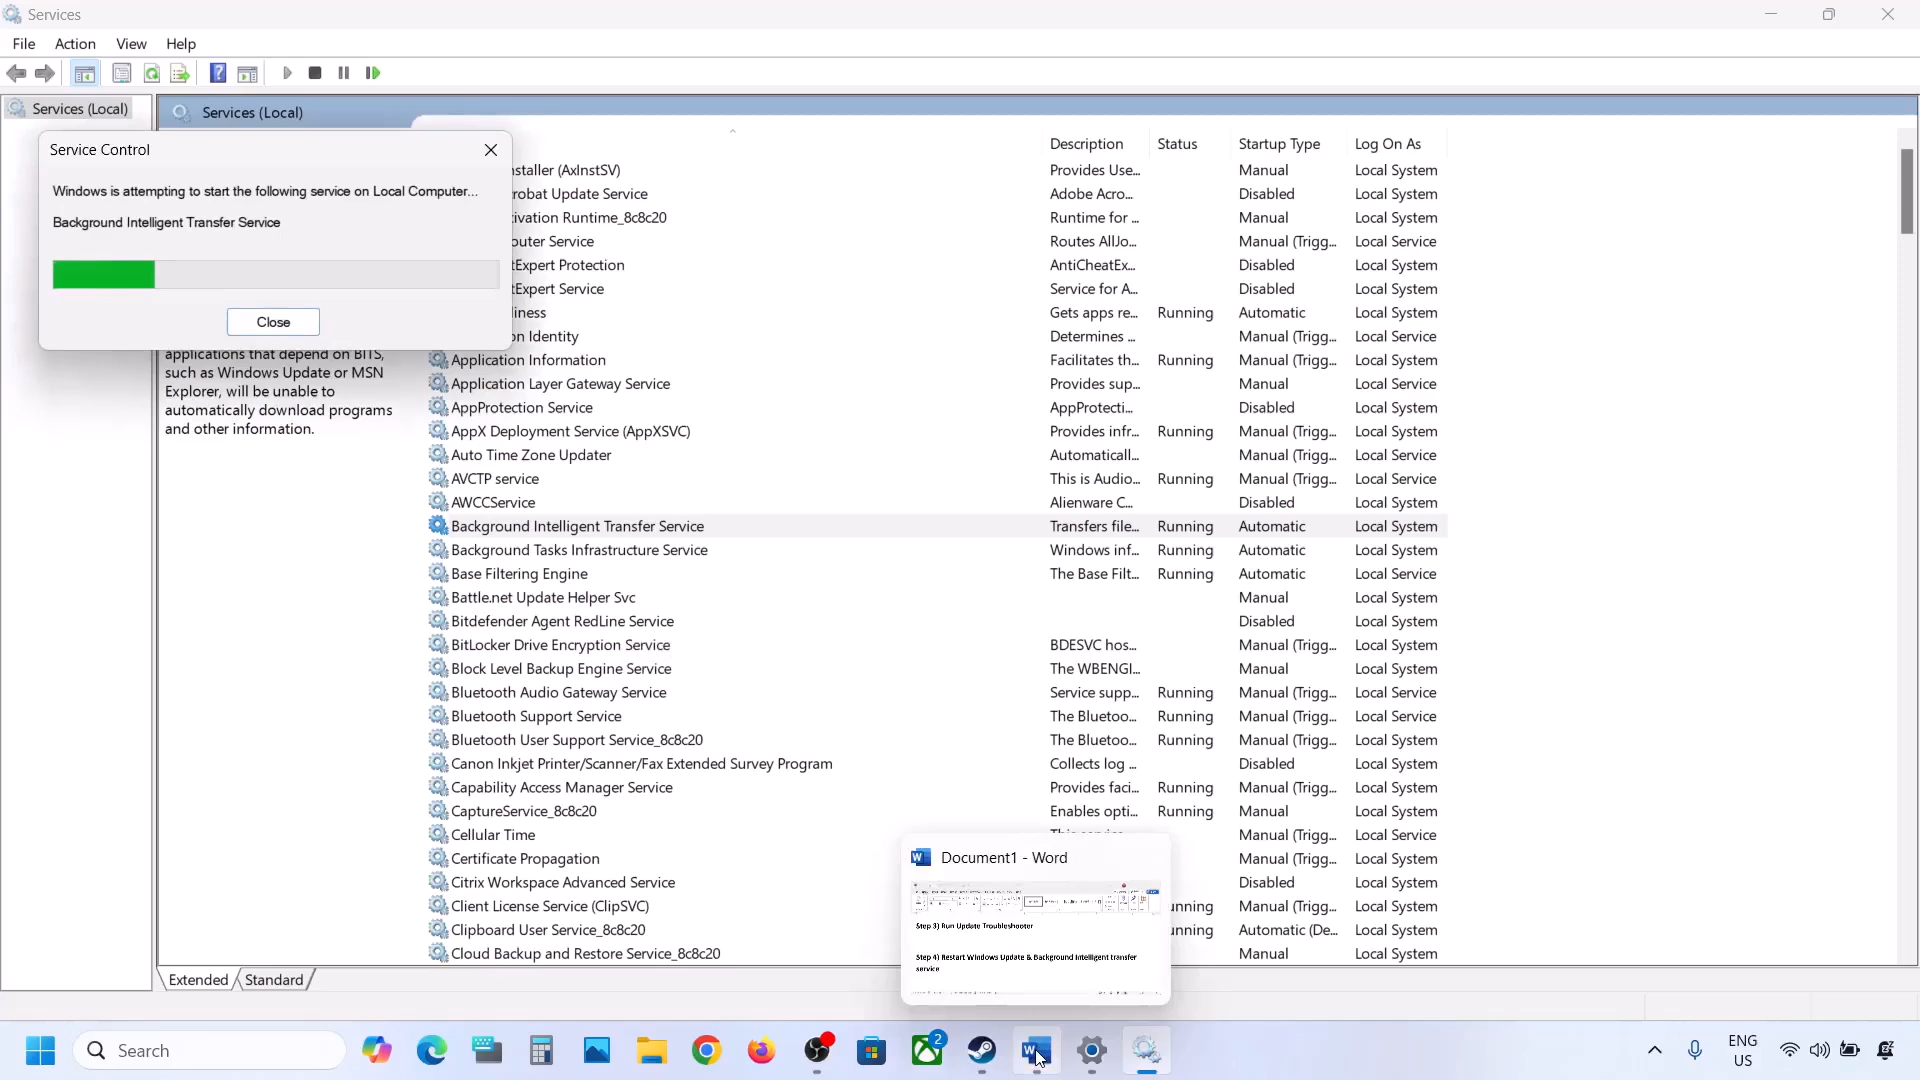 Services
File Action View Help
Services (Local)
Services (Local)
Service Control
Windows is attempting to start the following service on Local Computer...
Background Intelligent Transfer Service
Close
applications that depend on BITS,
such as Windows Update or MSN
Explorer, will be unable to
automatically download programs
and other information.
Description Status Startup Type Log On As
nstaller (AxInstSV) Provides Use... Manual Local System
robat Update Service Adobe Acro... Disabled Local System
tivation Runtime_8c8c20 Runtime for ... Manual Local System
outer Service Routes AllJo... Manual (Trigg... Local Service
tExpert Protection AntiCheatEx... Disabled Local System
tExpert Service Service for A... Disabled Local System
iness Gets apps re... Running Automatic Local System
on Identity Determines ... Manual (Trigg... Local Service
Application Information Facilitates th... Running Manual (Trigg... Local System
Application Layer Gateway Service Provides sup... Manual Local Service
AppProtection Service AppProtecti... Disabled Local System
AppX Deployment Service (AppXSVC) Provides infr... Running Manual (Trigg... Local System
Auto Time Zone Updater Automaticall... Manual (Trigg... Local Service
AVCTP service This is Audio... Running Manual (Trigg... Local Service
AWCCService Alienware C... Disabled Local System
Background Intelligent Transfer Service Transfers file... Running Automatic Local System
Background Tasks Infrastructure Service Windows inf... Running Automatic Local System
Base Filtering Engine The Base Filt... Running Automatic Local Service
Battle.net Update Helper Svc Manual Local System
Bitdefender Agent RedLine Service Disabled Local System
BitLocker Drive Encryption Service BDESVC hos... Manual (Trigg... Local System
Block Level Backup Engine Service The WBENGI... Manual Local System
Bluetooth Audio Gateway Service Service supp... Running Manual (Trigg... Local Service
Bluetooth Support Service The Bluetoo... Running Manual (Trigg... Local Service
Bluetooth User Support Service_8c8c20 The Bluetoo... Running Manual (Trigg... Local System
Canon Inkjet Printer/Scanner/Fax Extended Survey Program Collects log ... Disabled Local System
Capability Access Manager Service Provides faci... Running Manual (Trigg... Local System
CaptureService_8c8c20 Enables opti... Running Manual Local System
Cellular Time Manual (Trigg... Local Service
Certificate Propagation Manual (Trigg... Local System
Citrix Workspace Advanced Service Disabled Local System
Client License Service (ClipSVC) unning Manual (Trigg... Local System
Clipboard User Service_8c8c20 unning Automatic (De... Local System
Cloud Backup and Restore Service_8c8c20 Manual Local System
Document1 - Word
Step 3) Run Update Troubleshooter
Step 4) Restart Windows Update & Background Intelligent transfer
service
Extended Standard
Search
2
ENG
US